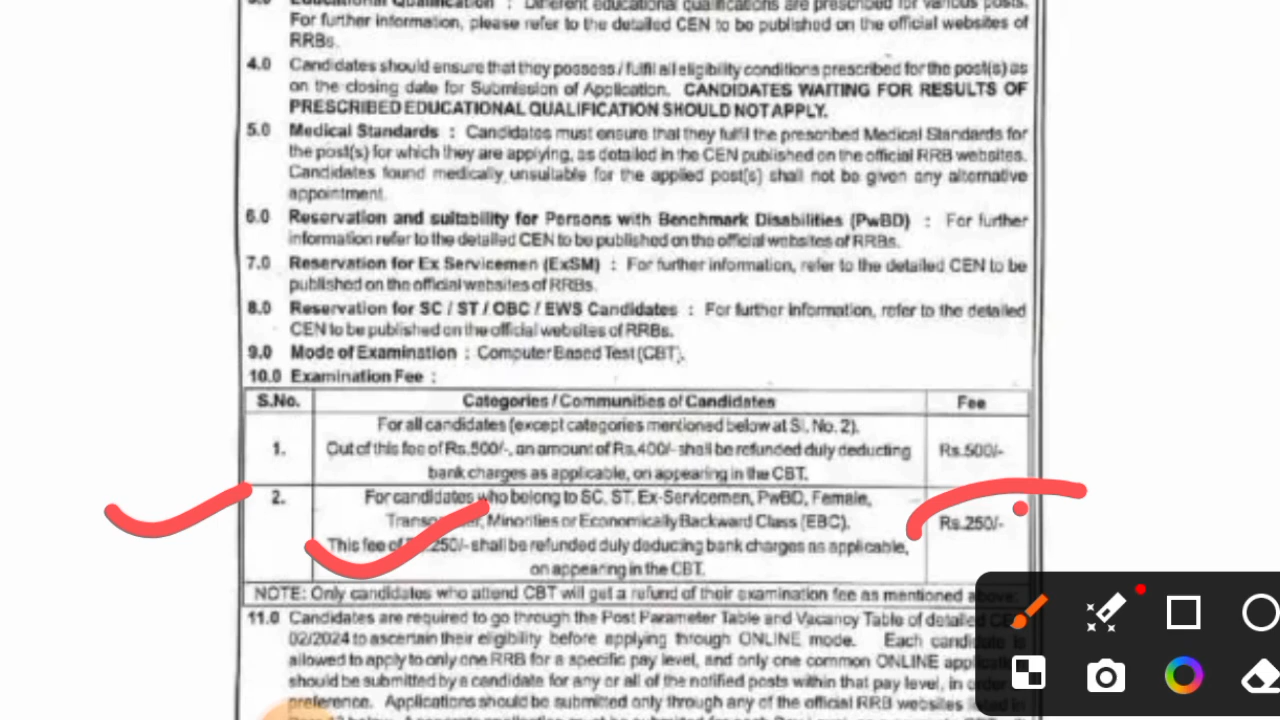 3.0 Educational Qualification : Different educational qualifications are prescribed for various posts.
For further information, please refer to the detailed CEN to be published on the official websites of
RRBs.
4.0 Candidates should ensure that they possess / fulfil all eligibility conditions prescribed for the post(s) as
on the closing date for Submission of Application. CANDIDATES WAITING FOR RESULTS OF
PRESCRIBED EDUCATIONAL QUALIFICATION SHOULD NOT APPLY.
5.0 Medical Standards : Candidates must ensure that they fulfil the prescribed Medical Standards for
the post(s) for which they are applying, as detailed in the CEN published on the official RRB websites.
Candidates found medically unsuitable for the applied post(s) shall not be given any alternative
appointment.
6.0 Reservation and suitability for Persons with Benchmark Disabilities (PwBD) : For further
information refer to the detailed CEN to be published on the official websites of RRBs.
7.0 Reservation for Ex Servicemen (ExSM) : For further information, refer to the detailed CEN to be
published on the official websites of RRBs.
8.0 Reservation for SC / ST / OBC / EWS Candidates : For further Information, refer to the detailed
CEN to be published on the official websites of RRBs.
9.0 Mode of Examination : Computer Based Test (CBT).
10.0 Examination Fee :
S.No. Categories / Communities of Candidates Fee
For all candidates (except categories mentioned below at Sl. No. 2).
1. Out of this fee of Rs.500/-, an amount of Rs.400/- shall be refunded duly deducting Rs.500/-
bank charges as applicable, on appearing in the CBT.
2. For candidates who belong to SC, ST, Ex-Servicemen, PwBD, Female,
Minorities or Economically Backward Class (EBC). Rs.250/-
This fee of 250/- shall be refunded duly deducting bank charges as applicable,
on appearing in the CBT.
NOTE: Only candidates who attend CBT will get a refund of their examination fee as mentioned above.
11.0 Candidates are required to go through the Post Parameter Table and Vacancy Table of detailed
02/2024 to ascertain their eligibility before applying through ONLINE mode. Each
allowed to apply to only one RRB for a specific pay level, and only one common ONLINE
should be submitted by a candidate for any or all of the notified posts within that pay level, in
preference. Applications should be submitted only through any of the official RRB websites